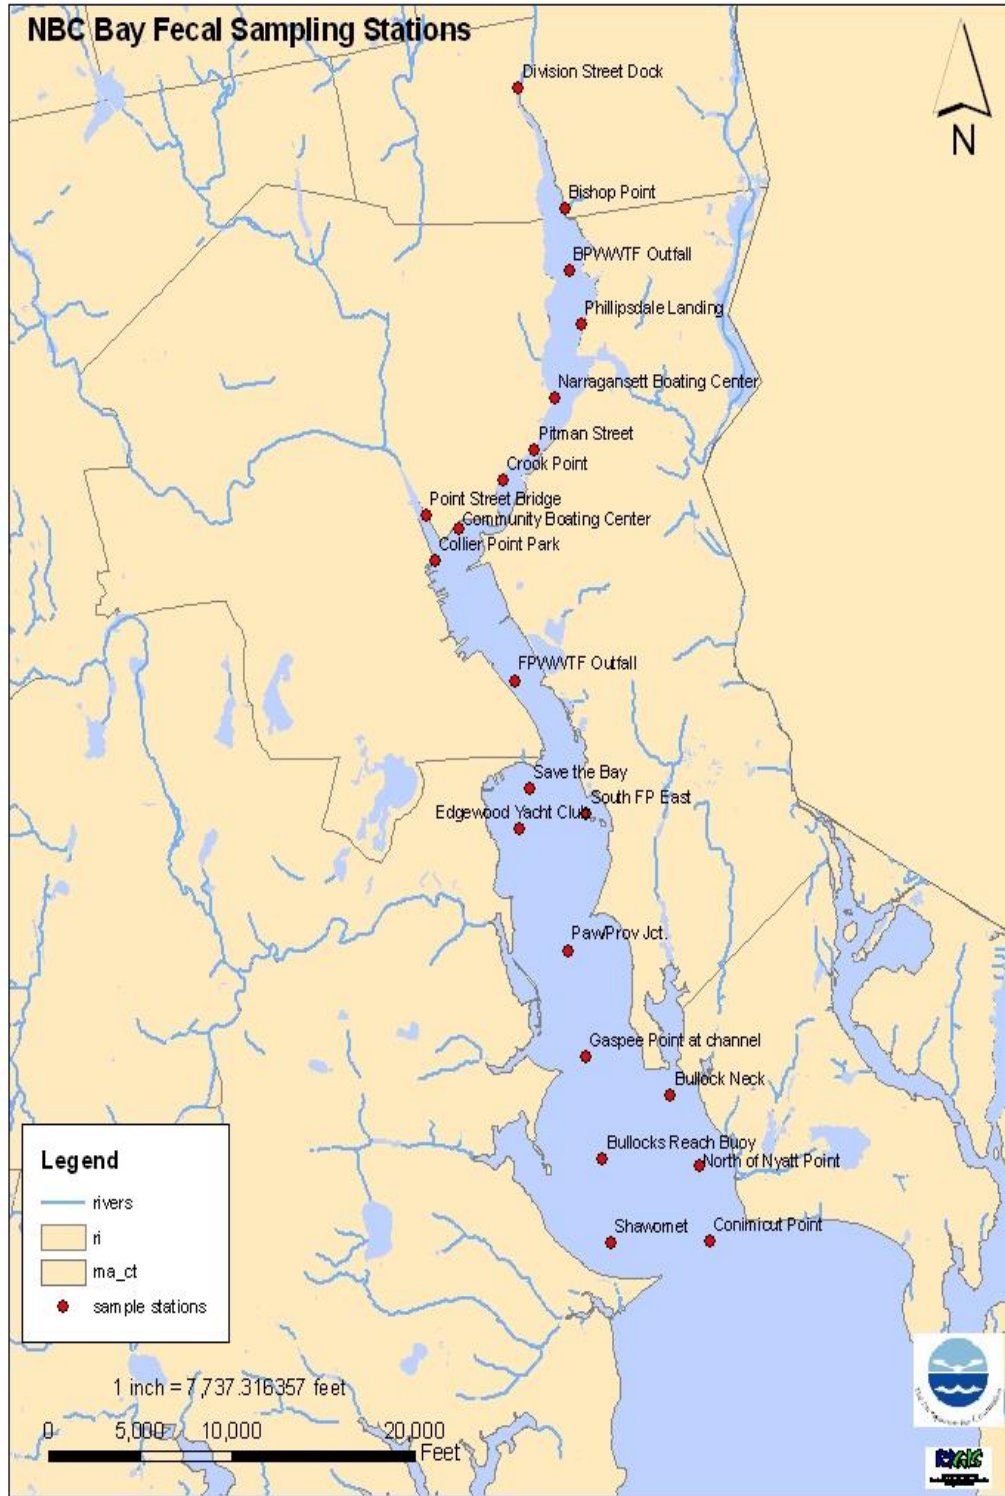 NBC Bay Fecal Sampling Stations
Division Street Dock
N
Bishop Point
BPWWTF Outfall
Phillipsdale Landing
Narragansett Boating Center
Pitman Street
Crook Point
Point Street Bridge
Community Boating Center
Collier Point Park
FPWWTF Outfall
Save the Bay
South FP East
Edgewood Yacht Club
Paw/Prov Jct.
Gaspee Point at channel
Bullock Neck
Bullocks Reach Buoy
North of Nyatt Point
Shawomet
Conimicut Point
Legend
rivers
ri
ma_ct
sample stations
1 inch = 7,737.316357 feet
0 5,000 10,000 20,000
Feet
RIGIS